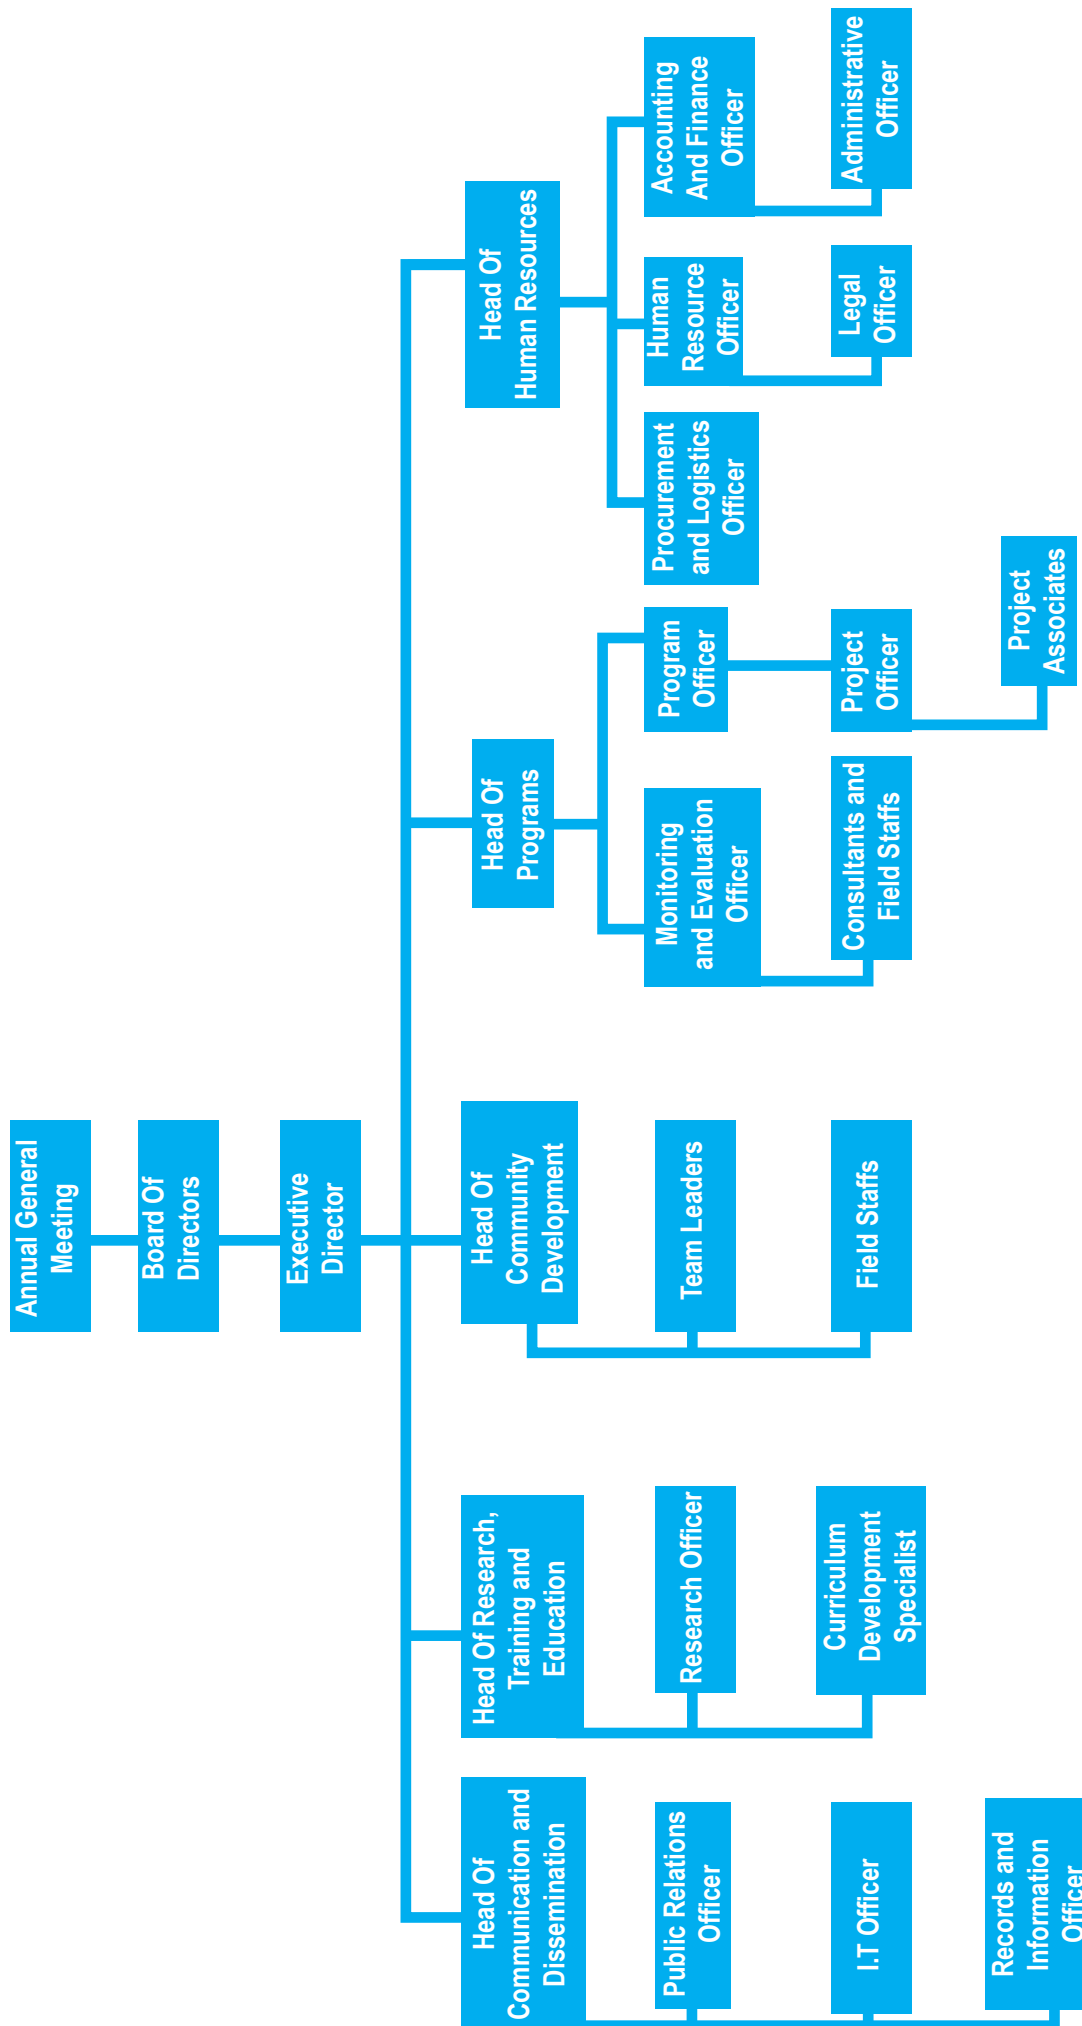 Annual General
Meeting
Board Of
Directors
Executive
Director
Head Of
Communication and
Dissemination
Head Of Research,
Training and
Education
Head Of
Community
Development
Head Of
Programs
Head Of
Human Resources
Public Relations
Officer
Research Officer
Team Leaders
Monitoring
and Evaluation
Officer
Program
Officer
Procurement
and Logistics
Officer
Human
Resource
Officer
Accounting
And Finance
Officer
I.T Officer
Curriculum
Development
Specialist
Field Staffs
Consultants and
Field Staffs
Project
Officer
Legal
Officer
Administrative
Officer
Records and
Information
Officer
Project
Associates